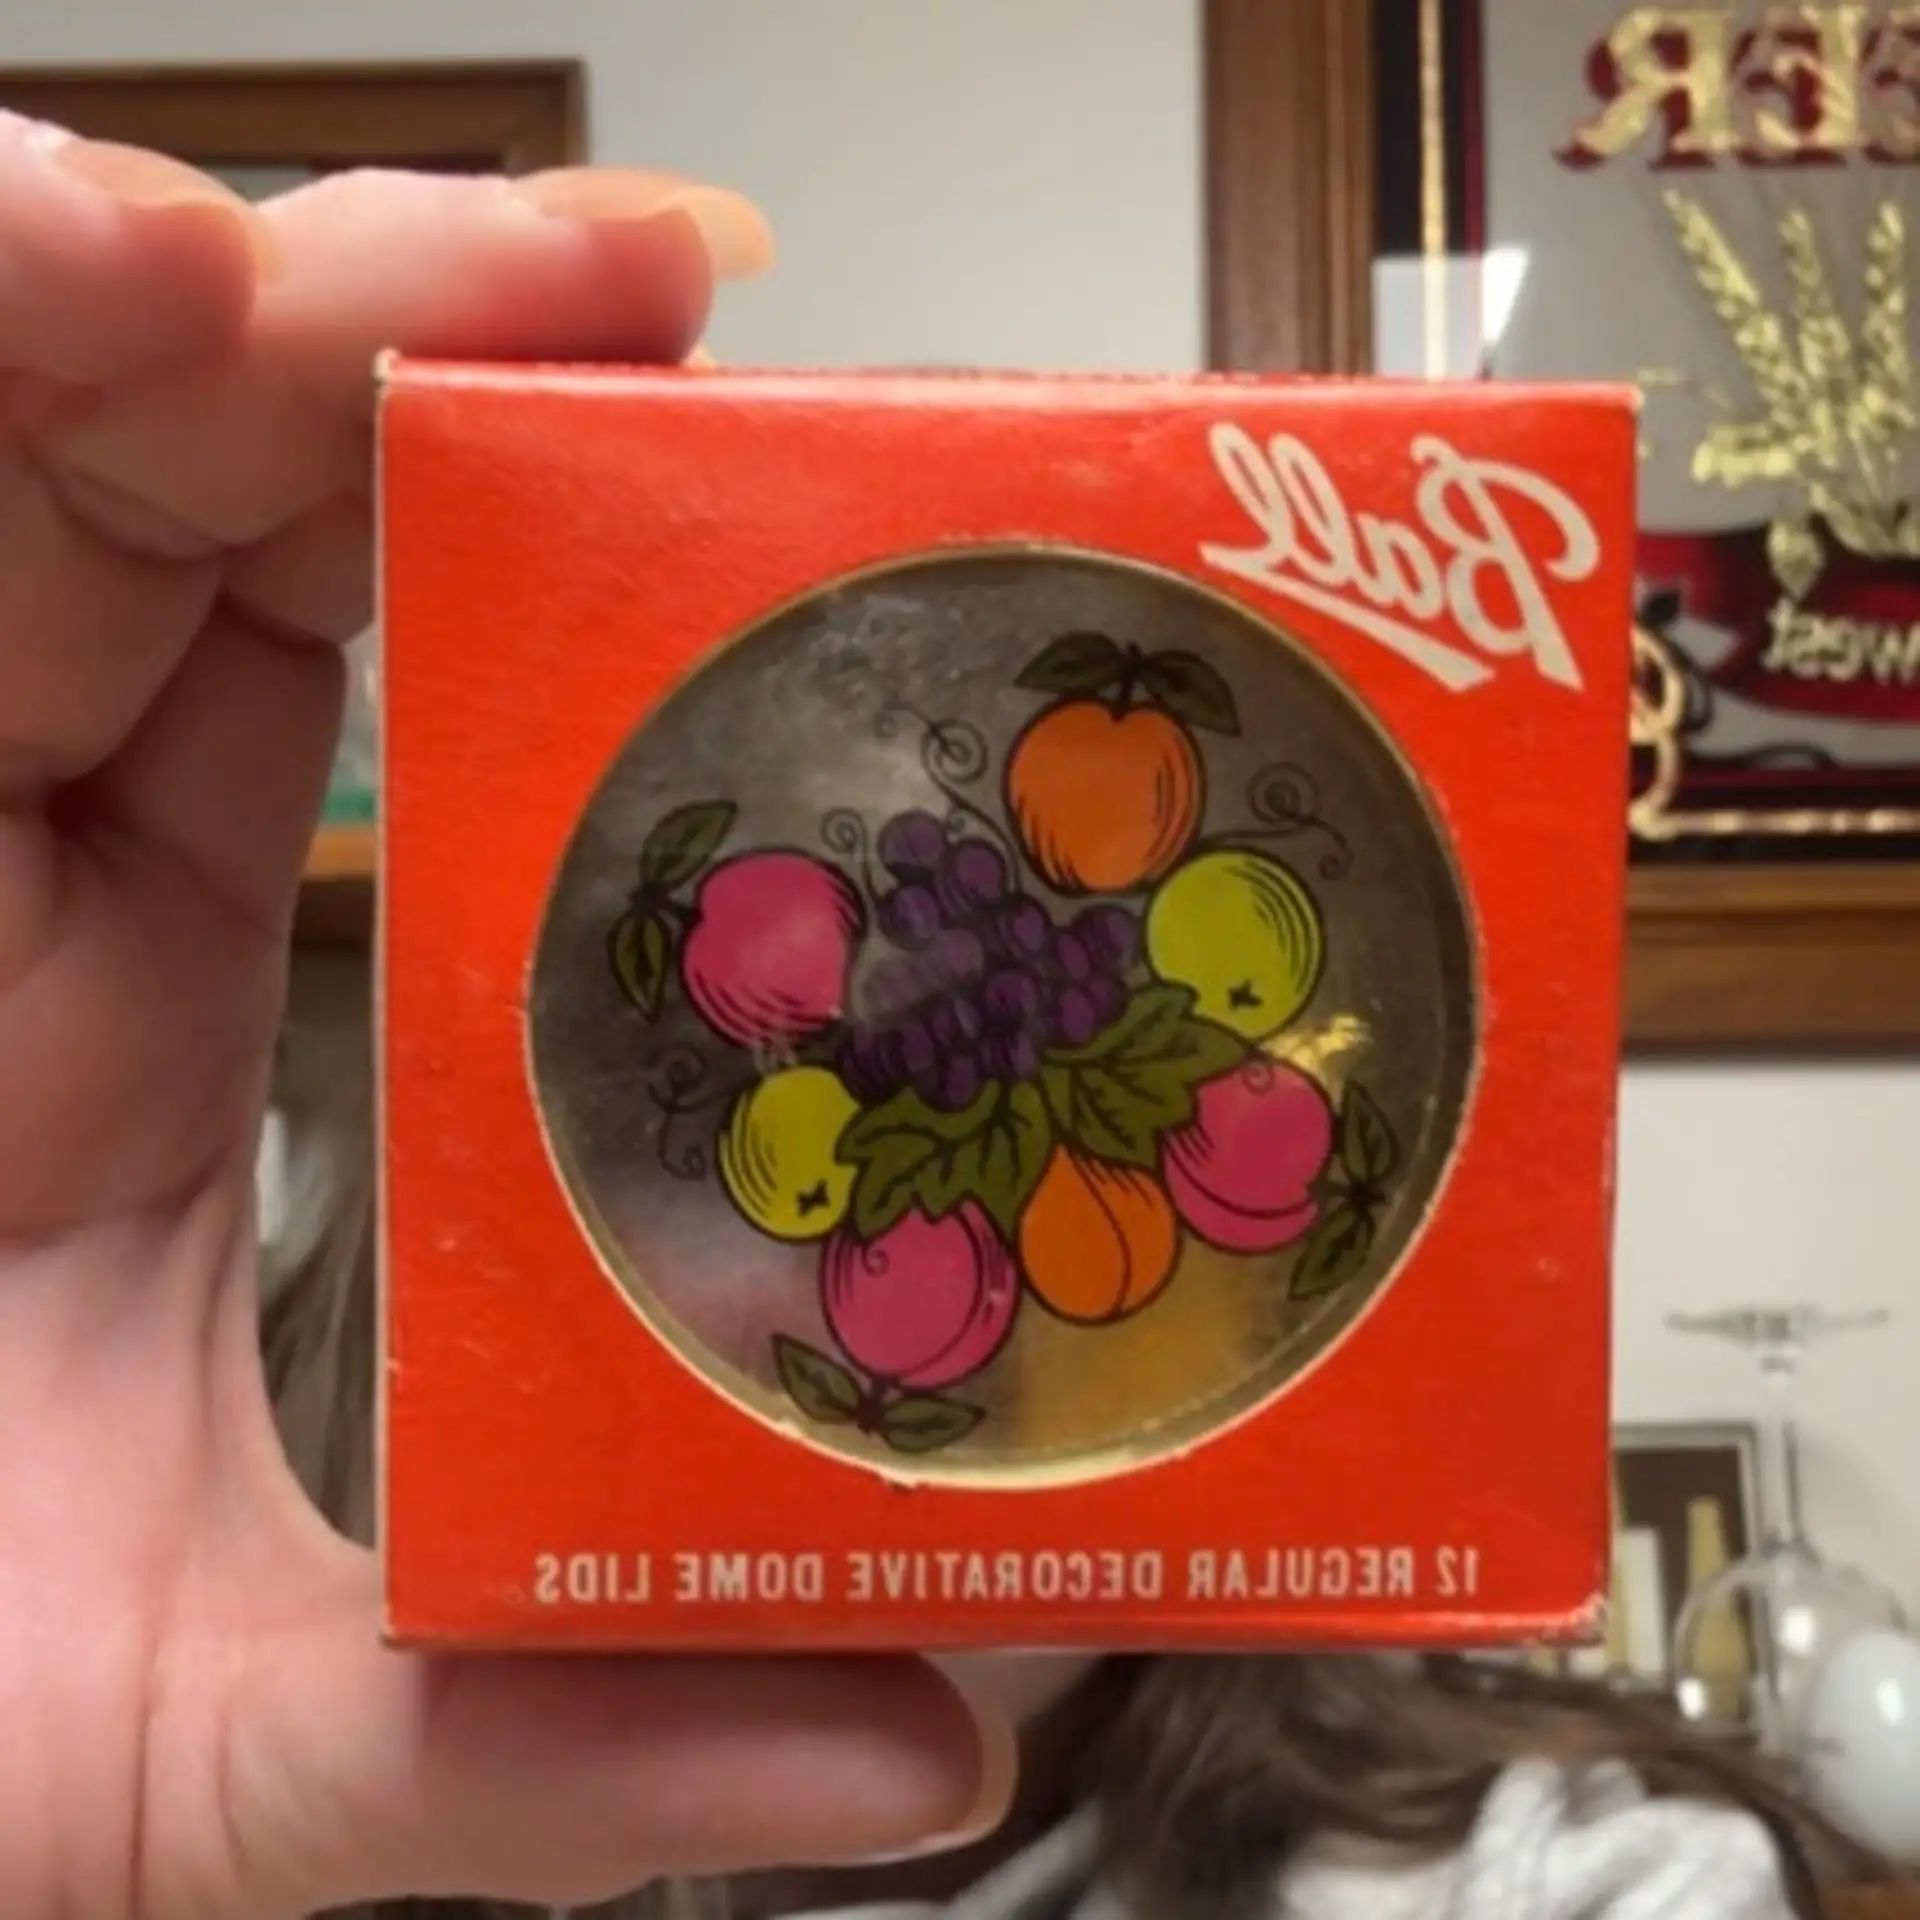 Ball
12 REGULAR DECORATIVE DOME LIDS